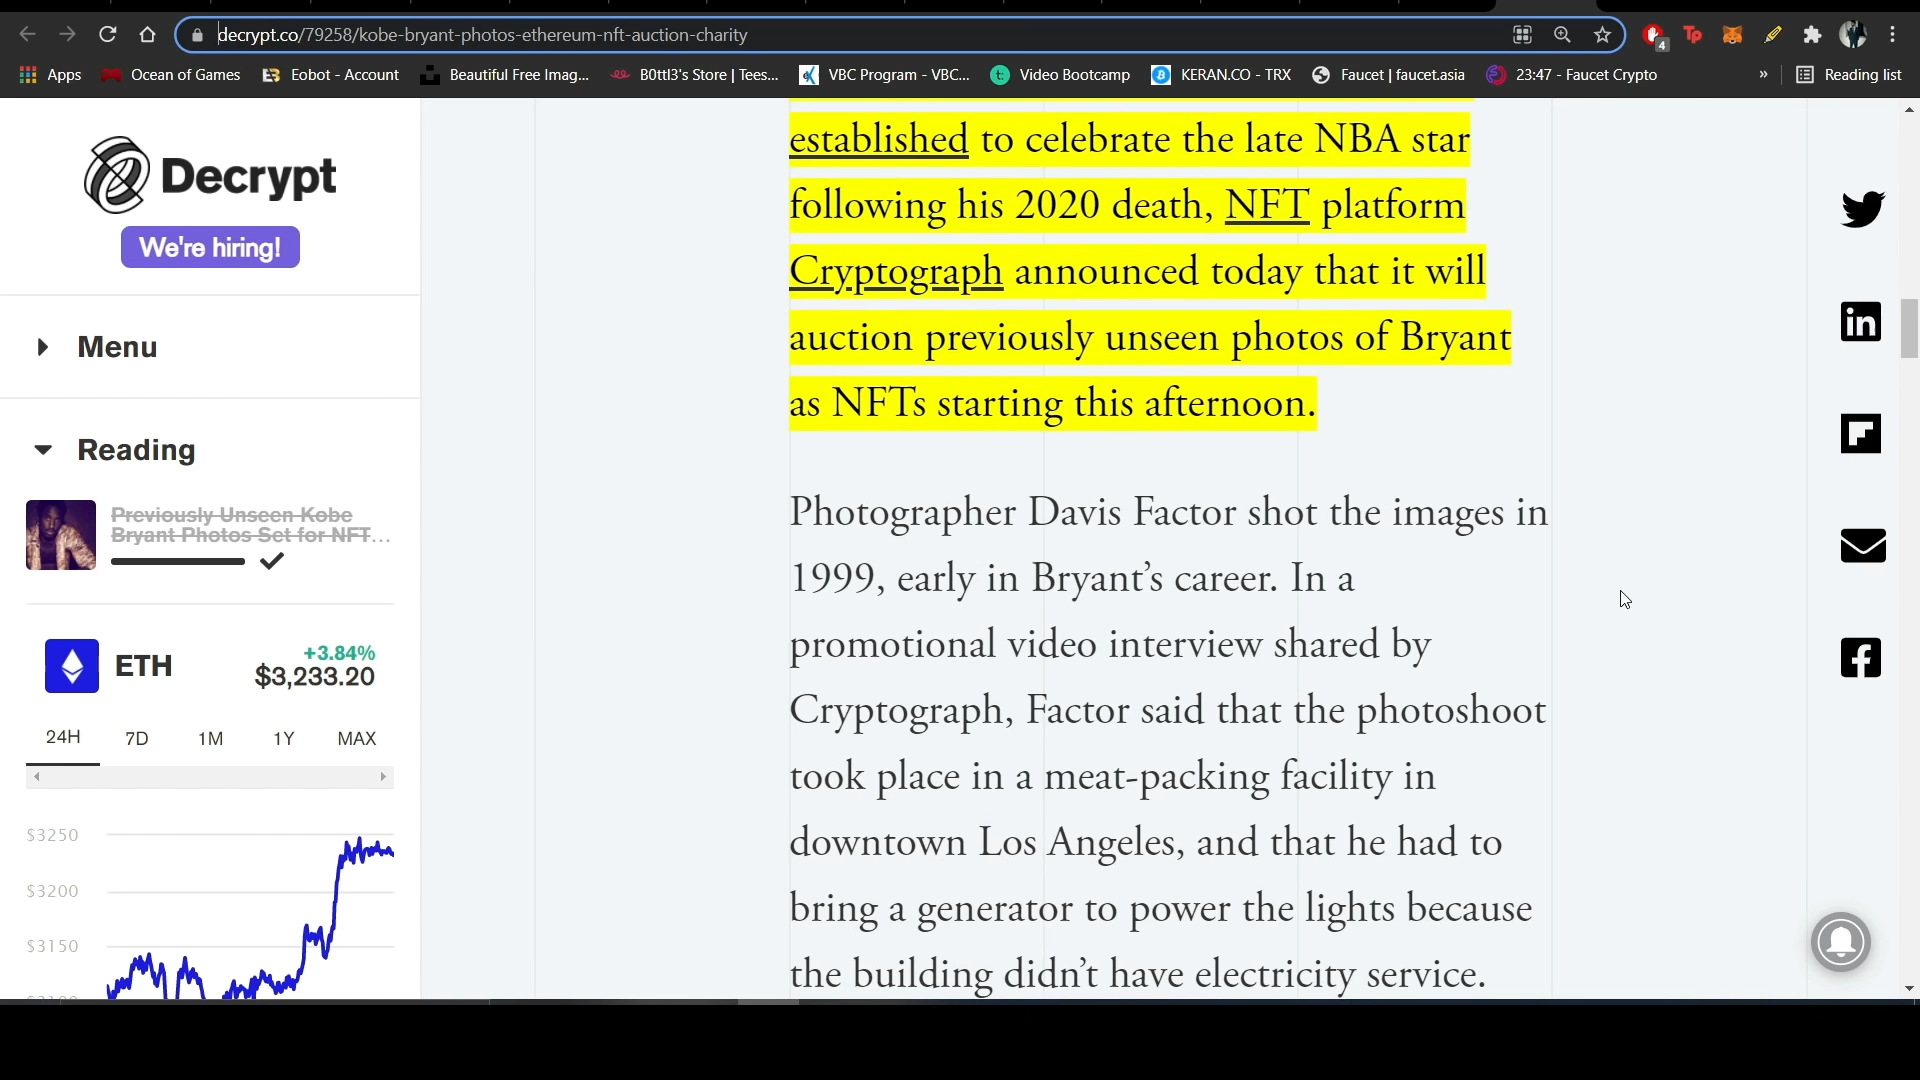 decrypt.co/79258/kobe-bryant-photos-ethereum-nft-auction-charity
4
Tp
Apps
Ocean of Games
Eobot - Account
Beautiful Free Imag...
B0ttl3's Store | Tees...
VBC Program - VBC...
Video Bootcamp
KERAN.CO - TRX
Faucet | faucet.asia
23:47 - Faucet Crypto
»
Reading list
Decrypt
We're hiring!
Menu
Reading
Previously Unseen Kobe
Bryant Photos Set for NFT...
ETH
+3.84%
$3,233.20
24H
7D
1M
1Y
MAX
$3250
$3200
$3150
established to celebrate the late NBA star
following his 2020 death, NFT platform
Cryptograph announced today that it will
auction previously unseen photos of Bryant
as NFTs starting this afternoon.
Photographer Davis Factor shot the images in
1999, early in Bryant’s career. In a
promotional video interview shared by
Cryptograph, Factor said that the photoshoot
took place in a meat-packing facility in
downtown Los Angeles, and that he had to
bring a generator to power the lights because
the building didn’t have electricity service.